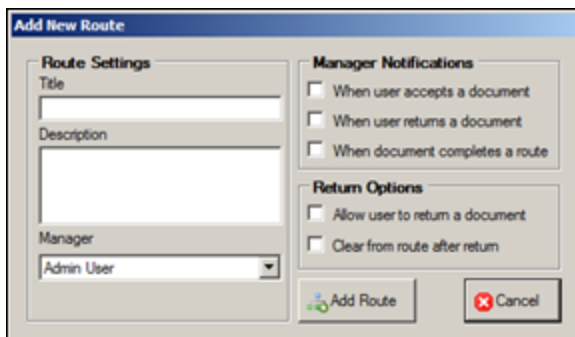 Add New Route
Route Settings
Title
Description
Manager
Admin User
Manager Notifications
When user accepts a document
When user returns a document
When document completes a route
Return Options
Allow user to return a document
Clear from route after return
Add Route
Cancel